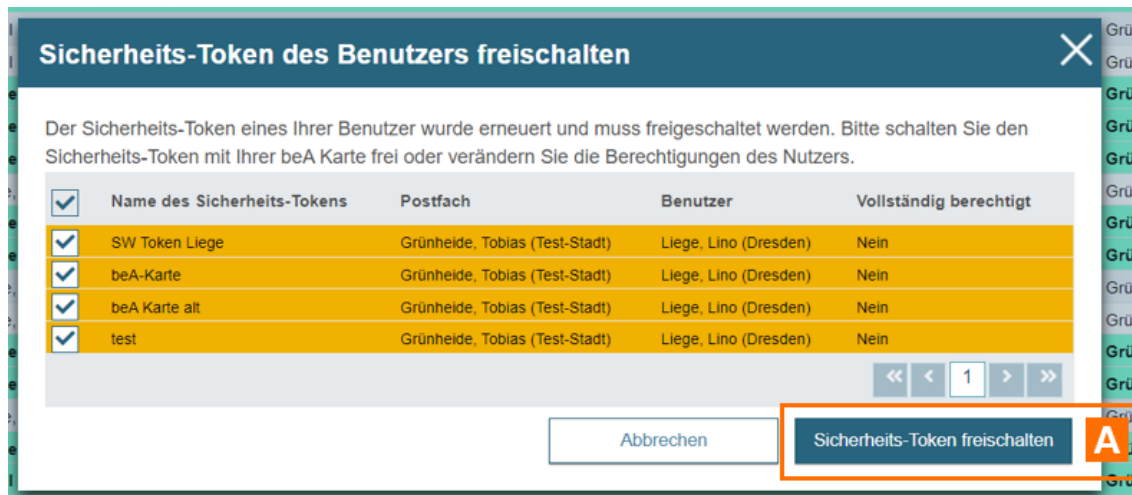 Sicherheits-Token des Benutzers freischalten
Der Sicherheits-Token eines Ihrer Benutzer wurde erneuert und muss freigeschaltet werden. Bitte schalten Sie den
Sicherheits-Token mit Ihrer beA Karte frei oder verändern Sie die Berechtigungen des Nutzers.
Name des Sicherheits-Tokens Postfach Benutzer Vollständig berechtigt
SW Token Liege Grünheide, Tobias (Test-Stadt) Liege, Lino (Dresden) Nein
beA-Karte Grünheide, Tobias (Test-Stadt) Liege, Lino (Dresden) Nein
beA Karte alt Grünheide, Tobias (Test-Stadt) Liege, Lino (Dresden) Nein
test Grünheide, Tobias (Test-Stadt) Liege, Lino (Dresden) Nein
« < 1 > »
Abbrechen Sicherheits-Token freischalten A